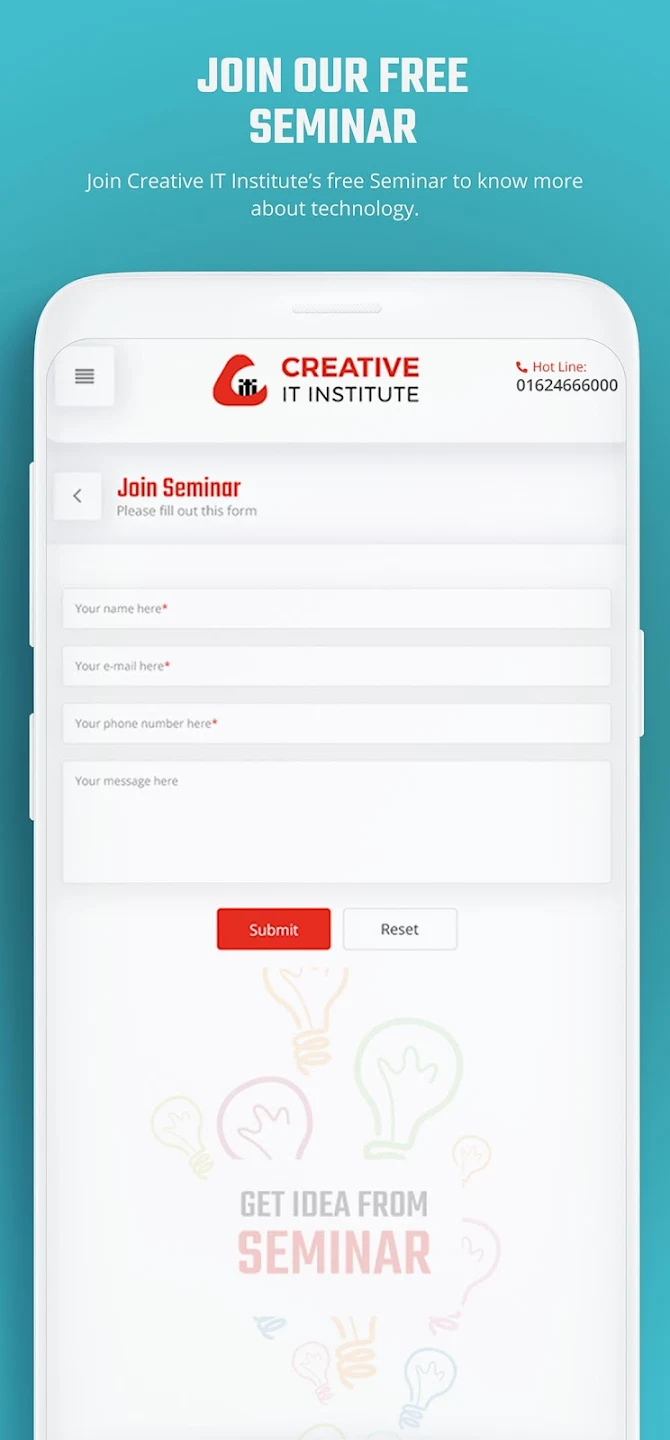 JOIN OUR FREE
SEMINAR
Join Creative IT Institute’s free Seminar to know more
about technology.
iti
CREATIVE
IT INSTITUTE
Hot Line:
01624666000
Join Seminar
Please fill out this form
Your name here*
Your e-mail here*
Your phone number here*
Your message here
Submit
Reset
GET IDEA FROM
SEMINAR